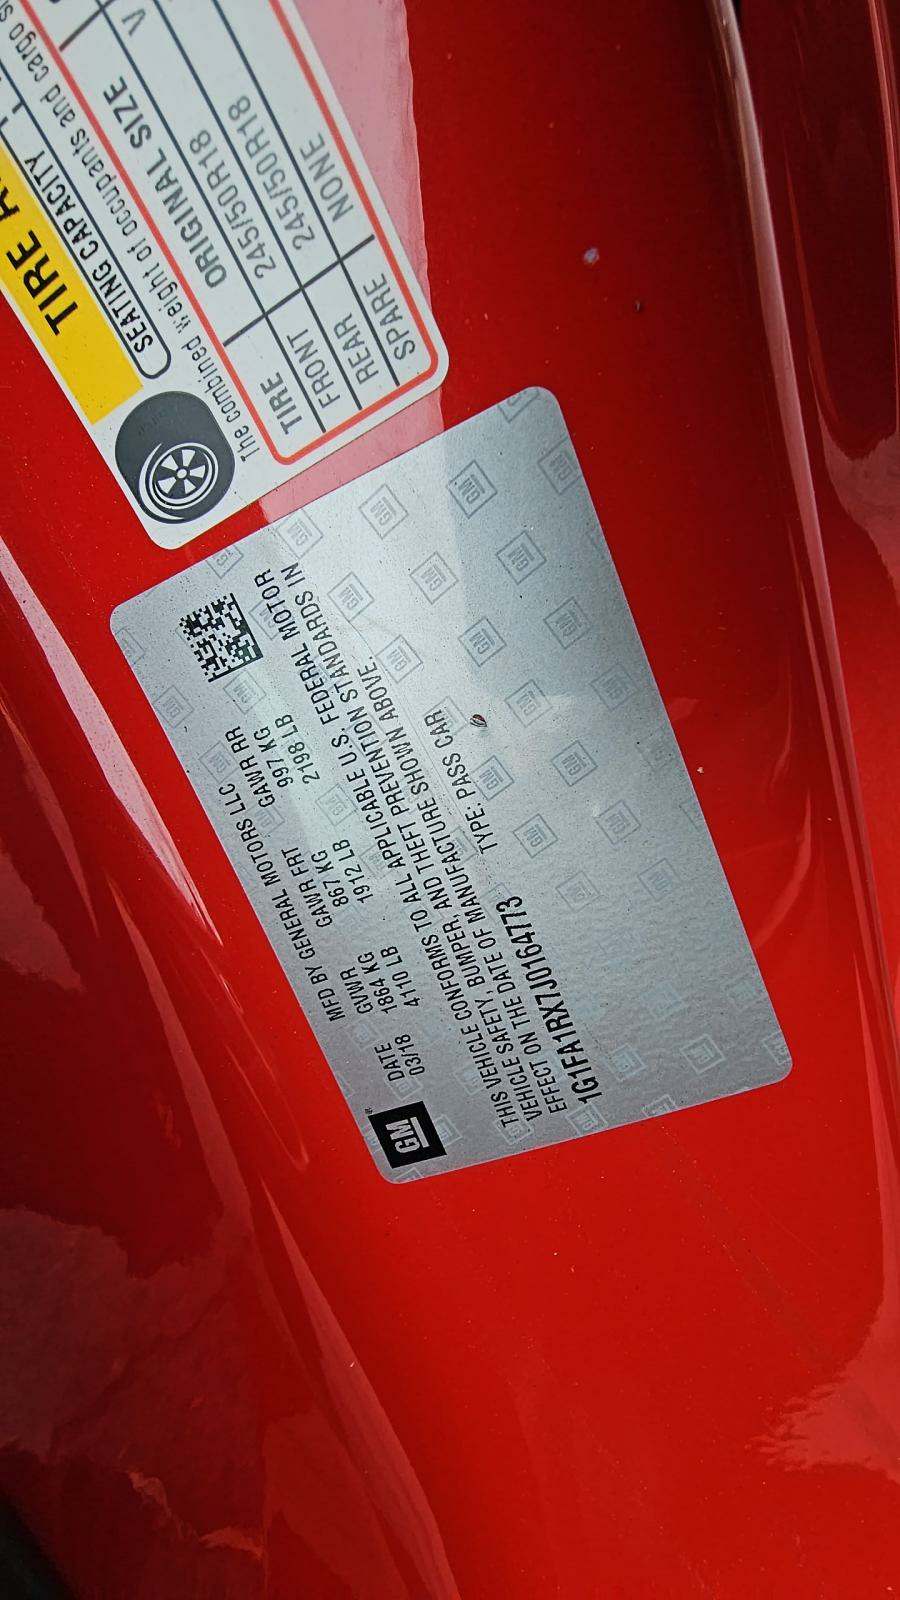 TIRE
SEATING CAPACITY
The combined weight of occupants and cargo
TIRE ORIGINAL SIZE
FRONT 245/50R18 V
REAR 245/50R18
SPARE NONE
GM
MFD BY GENERAL MOTORS LLC
DATE GVWR GAWR FRT GAWR RR
03/18 1864 KG 867 KG 997 KG
4110 LB 1912 LB 2198 LB
THIS VEHICLE CONFORMS TO ALL APPLICABLE U.S. FEDERAL MOTOR
VEHICLE SAFETY, BUMPER, AND THEFT PREVENTION STANDARDS IN
EFFECT ON THE DATE OF MANUFACTURE SHOWN ABOVE.
1G1FA1RX7J0164773 TYPE: PASS CAR